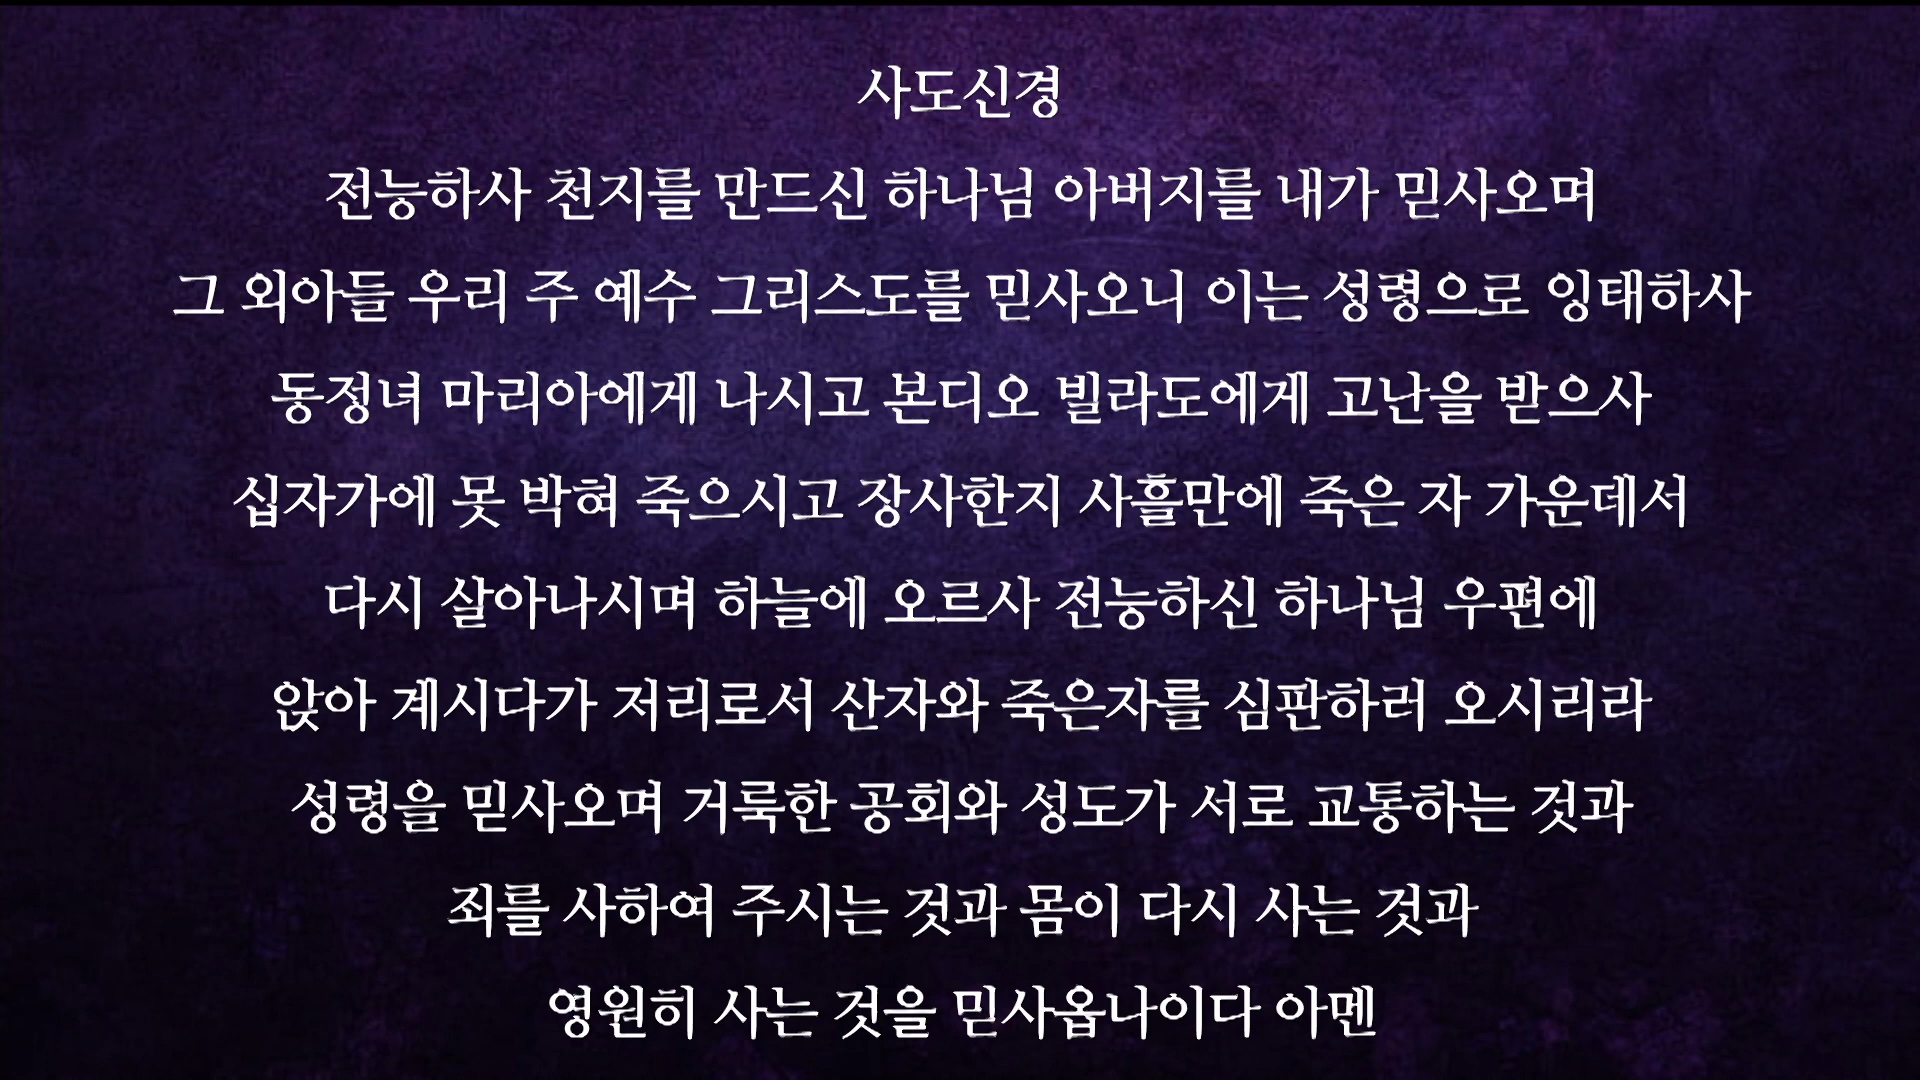 사도신경
전능하사 천지를 만드신 하나님 아버지를 내가 믿사오며
그 외아들 우리 주 예수 그리스도를 믿사오니 이는 성령으로 잉태하사
동정녀 마리아에게 나시고 본디오 빌라도에게 고난을 받으사
십자가에 못 박혀 죽으시고 장사한지 사흘만에 죽은 자 가운데서
다시 살아나시며 하늘에 오르사 전능하신 하나님 우편에
앉아 계시다가 저리로서 산자와 죽은자를 심판하러 오시리라
성령을 믿사오며 거룩한 공회와 성도가 서로 교통하는 것과
죄를 사하여 주시는 것과 몸이 다시 사는 것과
영원히 사는 것을 믿사옵나이다 아멘